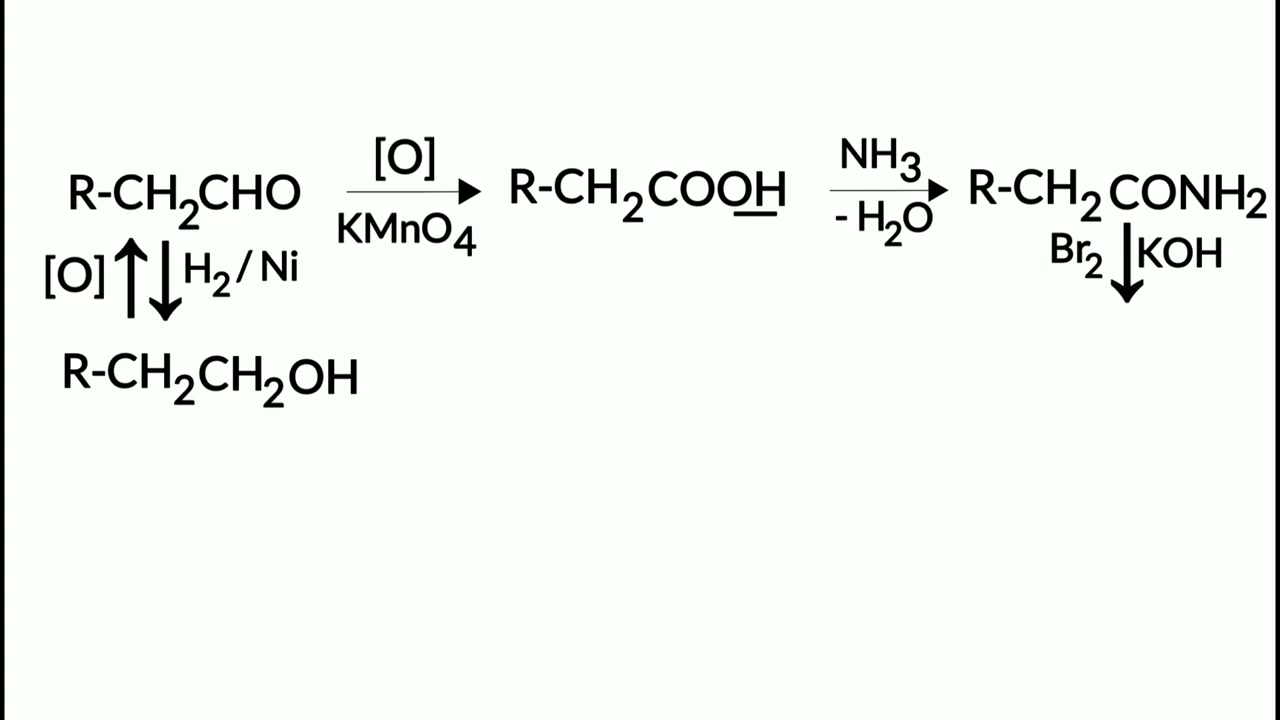 [O] NH3
R-CH2CHO R-CH2COOH R-CH2CONH2
KMnO4 - H2O
[O] H2/Ni Br2 KOH
R-CH2CH2OH